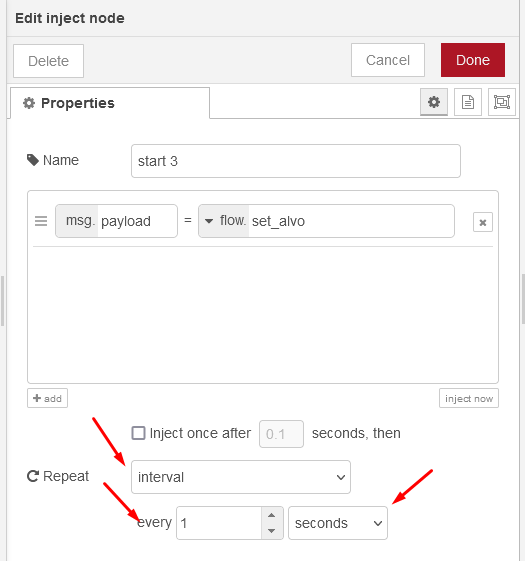 Edit inject node
Delete
Cancel
Done
Properties
Name
start 3
msg. payload = flow. set_alvo
add
inject now
Inject once after 0.1 seconds, then
Repeat
interval
every 1 seconds